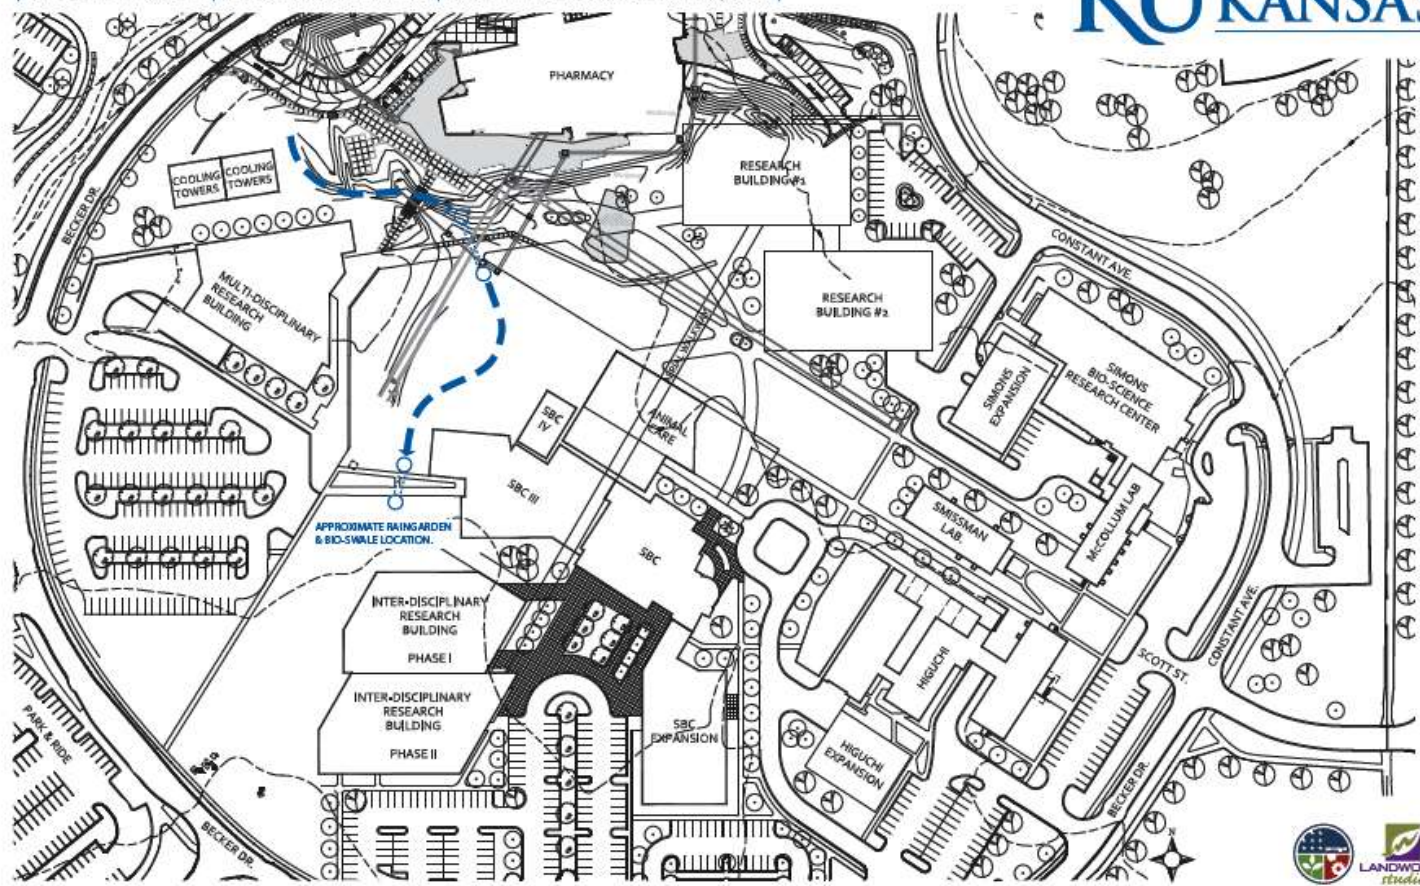 KU KANSAS
PHARMACY
COOLING
TOWERS
COOLING
TOWERS
BECKER DR.
RESEARCH
BUILDING #1
CONSTANT AVE.
MULTI-DISCIPLINARY
RESEARCH
BUILDING
RESEARCH
BUILDING #2
SIMONS
EXPANSION
SIMONS
BIO-SCIENCE
RESEARCH CENTER
SBC
IV
ANIMAL
CARE
SBC III
SMISSMAN
LAB.
McCOLLUM LAB
APPROXIMATE RAINGARDEN
& BIO-SWALE LOCATION.
SBC
INTER-DISCIPLINARY
RESEARCH
BUILDING
PHASE I
HIGUCHI
SCOTT ST.
CONSTANT AVE.
INTER-DISCIPLINARY
RESEARCH
BUILDING
PHASE II
PARK & RIDE
SBC
EXPANSION
HIGUCHI
EXPANSION
BECKER DR.
BECKER DR.
N